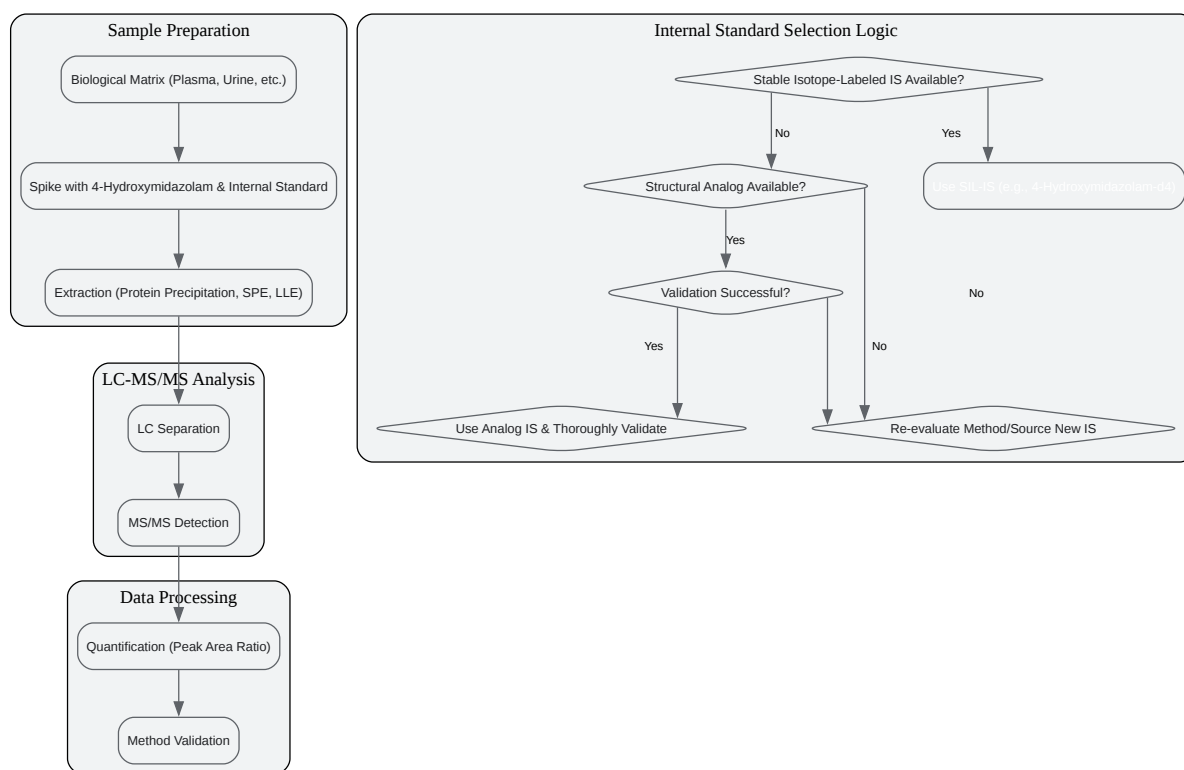 Sample Preparation
Biological Matrix (Plasma, Urine, etc.)
Spike with 4-Hydroxymidazolam & Internal Standard
Extraction (Protein Precipitation, SPE, LLE)
LC-MS/MS Analysis
LC Separation
MS/MS Detection
Data Processing
Quantification (Peak Area Ratio)
Method Validation
Internal Standard Selection Logic
Stable Isotope-Labeled IS Available?
No
Yes
Structural Analog Available?
Use SIL-IS (e.g., 4-Hydroxymidazolam-d4)
Yes
Validation Successful?
No
Yes
No
Use Analog IS & Thoroughly Validate
Re-evaluate Method/Source New IS